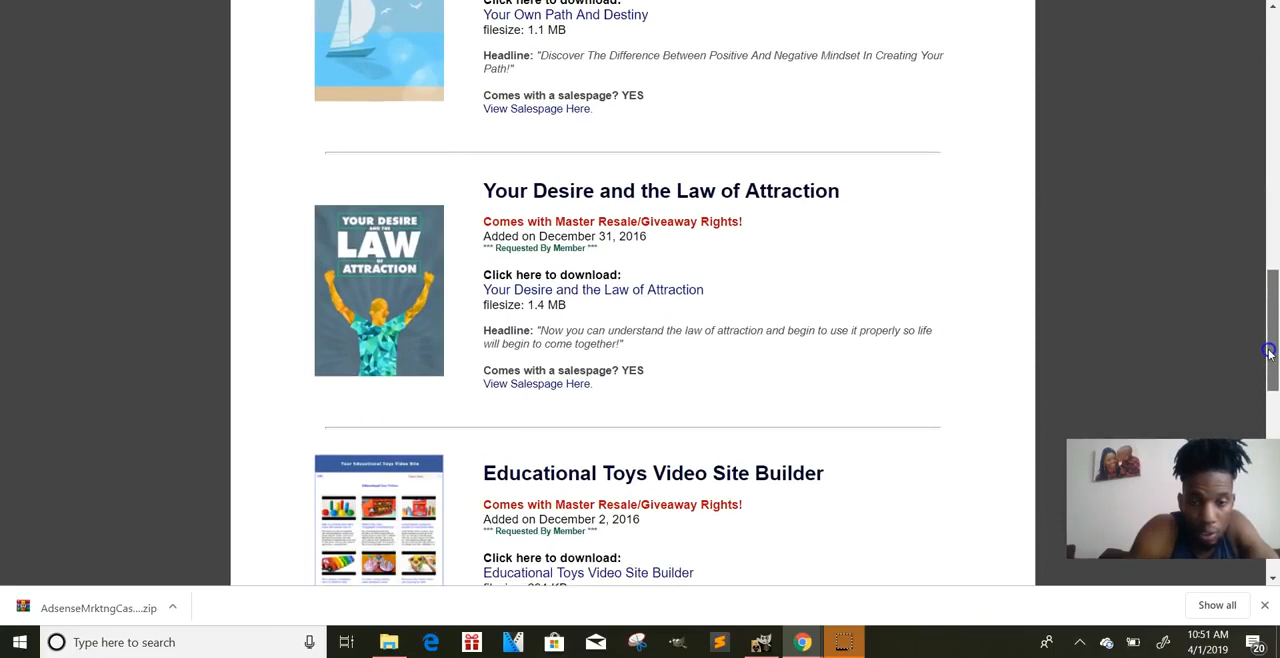 Click here to download:
Your Own Path And Destiny
filesize: 1.1 MB
Headline: "Discover The Difference Between Positive And Negative Mindset In Creating Your
Path!"
Comes with a salespage? YES
View Salespage Here.
Your Desire and the Law of Attraction
YOUR DESIRE
AND THE
LAW
OF
ATTRACTION
Comes with Master Resale/Giveaway Rights!
Added on December 31, 2016
*** Requested By Member ***
Click here to download:
Your Desire and the Law of Attraction
filesize: 1.4 MB
Headline: "Now you can understand the law of attraction and begin to use it properly so life
will begin to come together!"
Comes with a salespage? YES
View Salespage Here.
Educational Toys Video Site Builder
Your Educational Toys Video Site
Comes with Master Resale/Giveaway Rights!
Added on December 2, 2016
*** Requested By Member ***
Click here to download:
Educational Toys Video Site Builder
AdsenseMrktngCas....zip
Show all
Type here to search
10:51 AM
4/1/2019
20